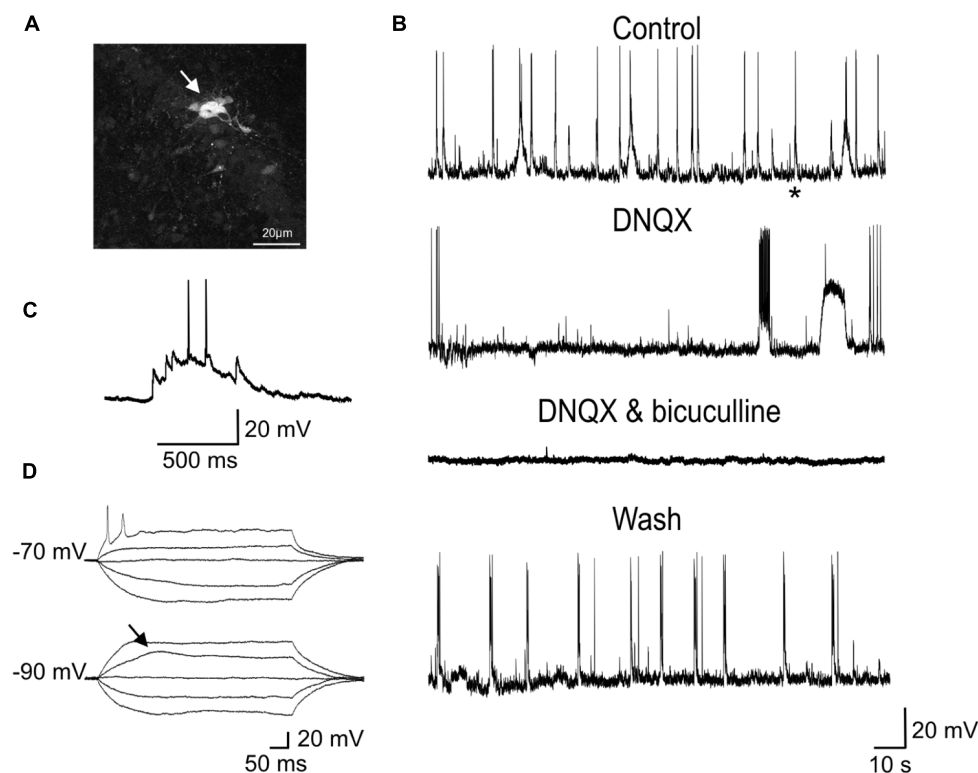 A
20µm
B
Control
*
DNQX
DNQX & bicuculline
Wash
20 mV
10 s
C
20 mV
500 ms
D
-70 mV
-90 mV
20 mV
50 ms